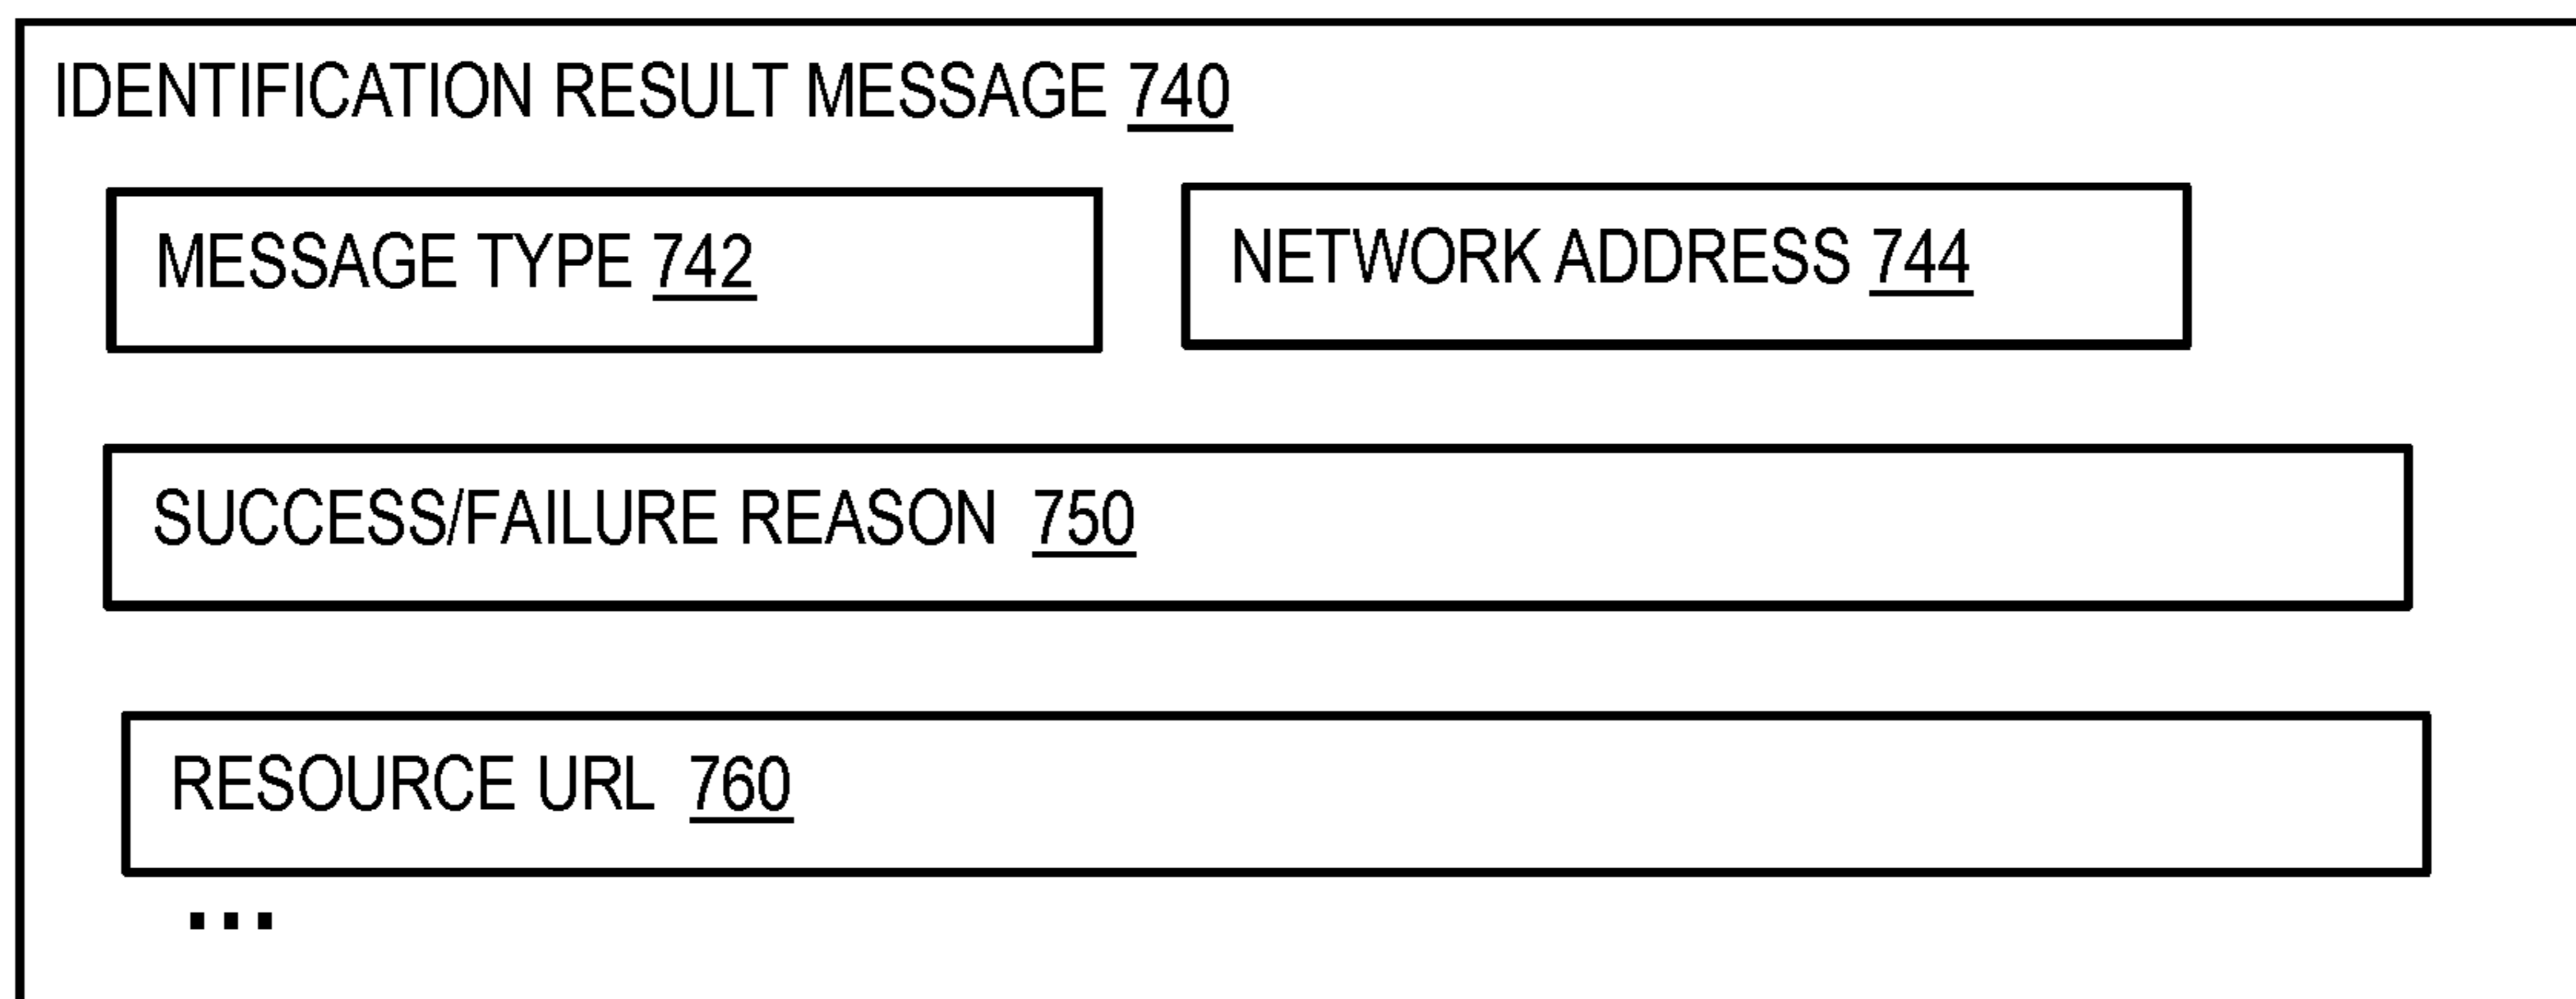 IDENTIFICATION RESULT MESSAGE 740
MESSAGE TYPE 742
NETWORK ADDRESS 744
SUCCESS/FAILURE REASON 750
RESOURCE URL 760
...